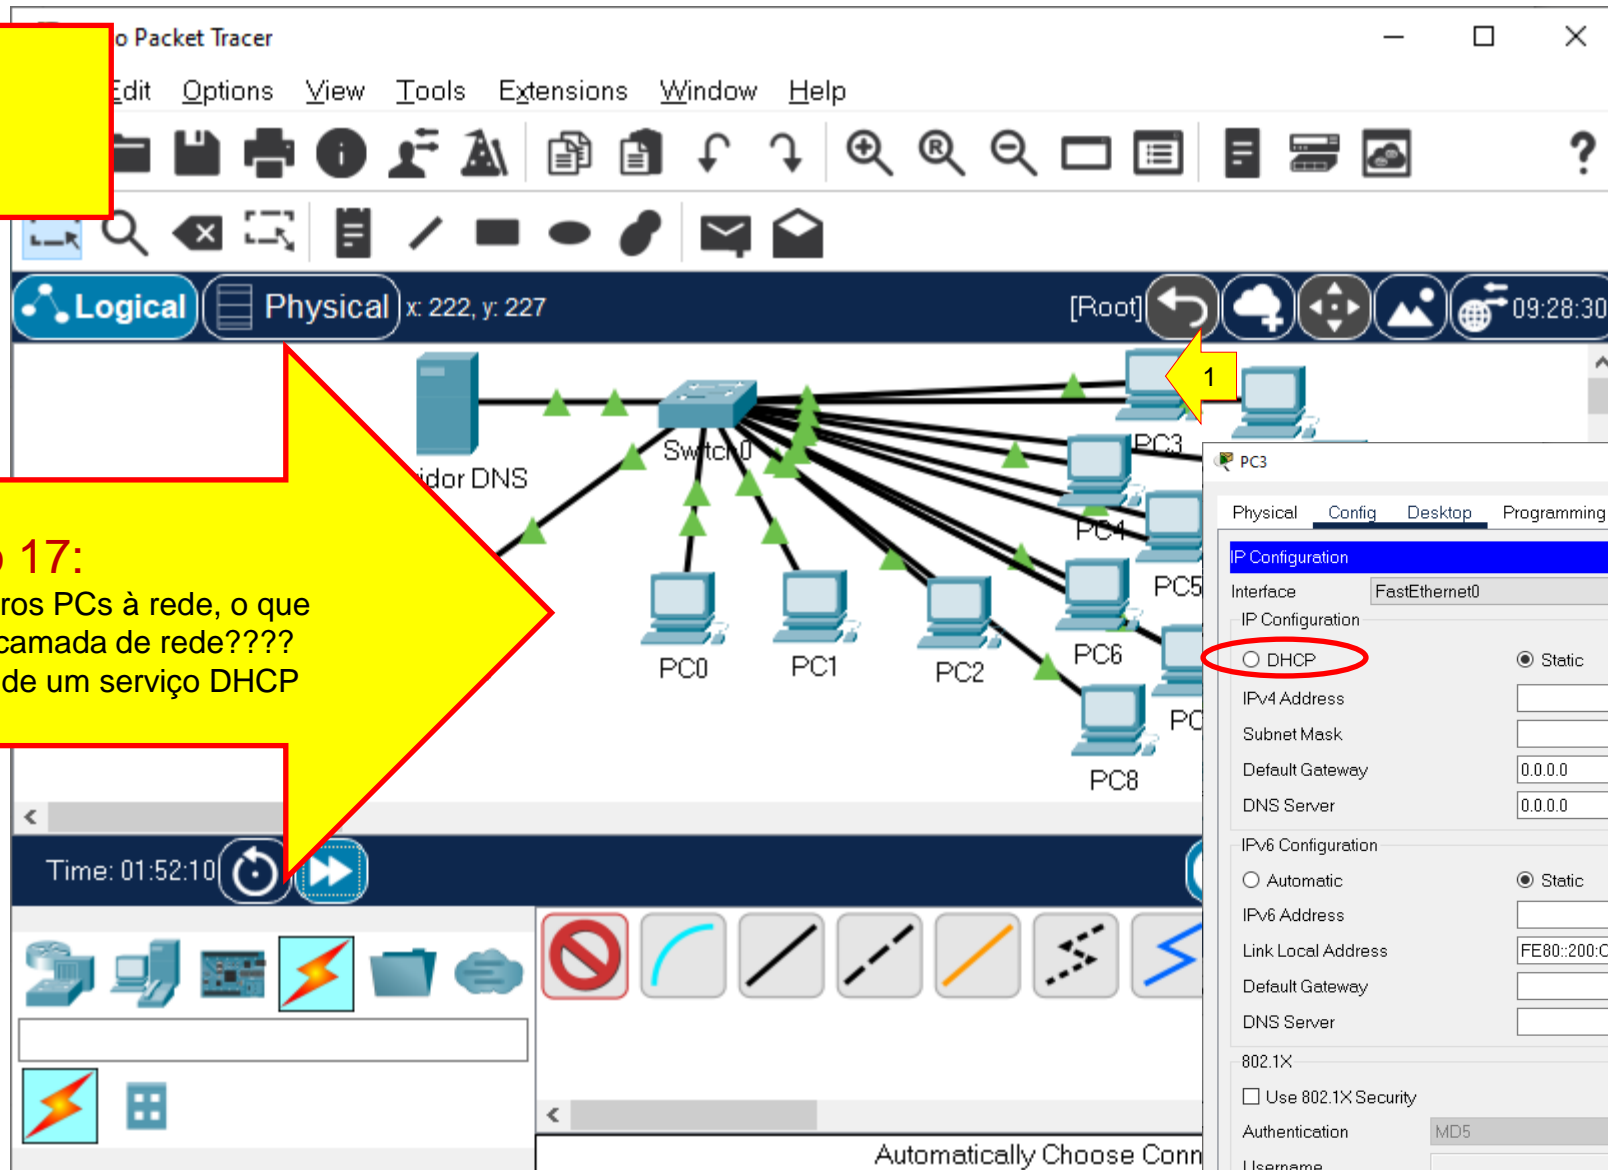 o Packet Tracer
Edit Options View Tools Extensions Window Help
Logical
Physical
x: 222, y: 227
[Root]
09:28:30
1
PC3
Switch0
idor DNS
PC4
PC5
PC0
PC1
PC2
PC6
PC
PC8
o 17:
ros PCs à rede, o que
camada de rede????
de um serviço DHCP
PC3
Physical Config Desktop Programming
IP Configuration
Interface FastEthernet0
IP Configuration
DHCP Static
IPv4 Address
Subnet Mask
Default Gateway 0.0.0.0
DNS Server 0.0.0.0
IPv6 Configuration
Automatic Static
IPv6 Address
Link Local Address FE80::200:C
Default Gateway
DNS Server
802.1X
Use 802.1X Security
Authentication MD5
Username
Time: 01:52:10
Automatically Choose Conn